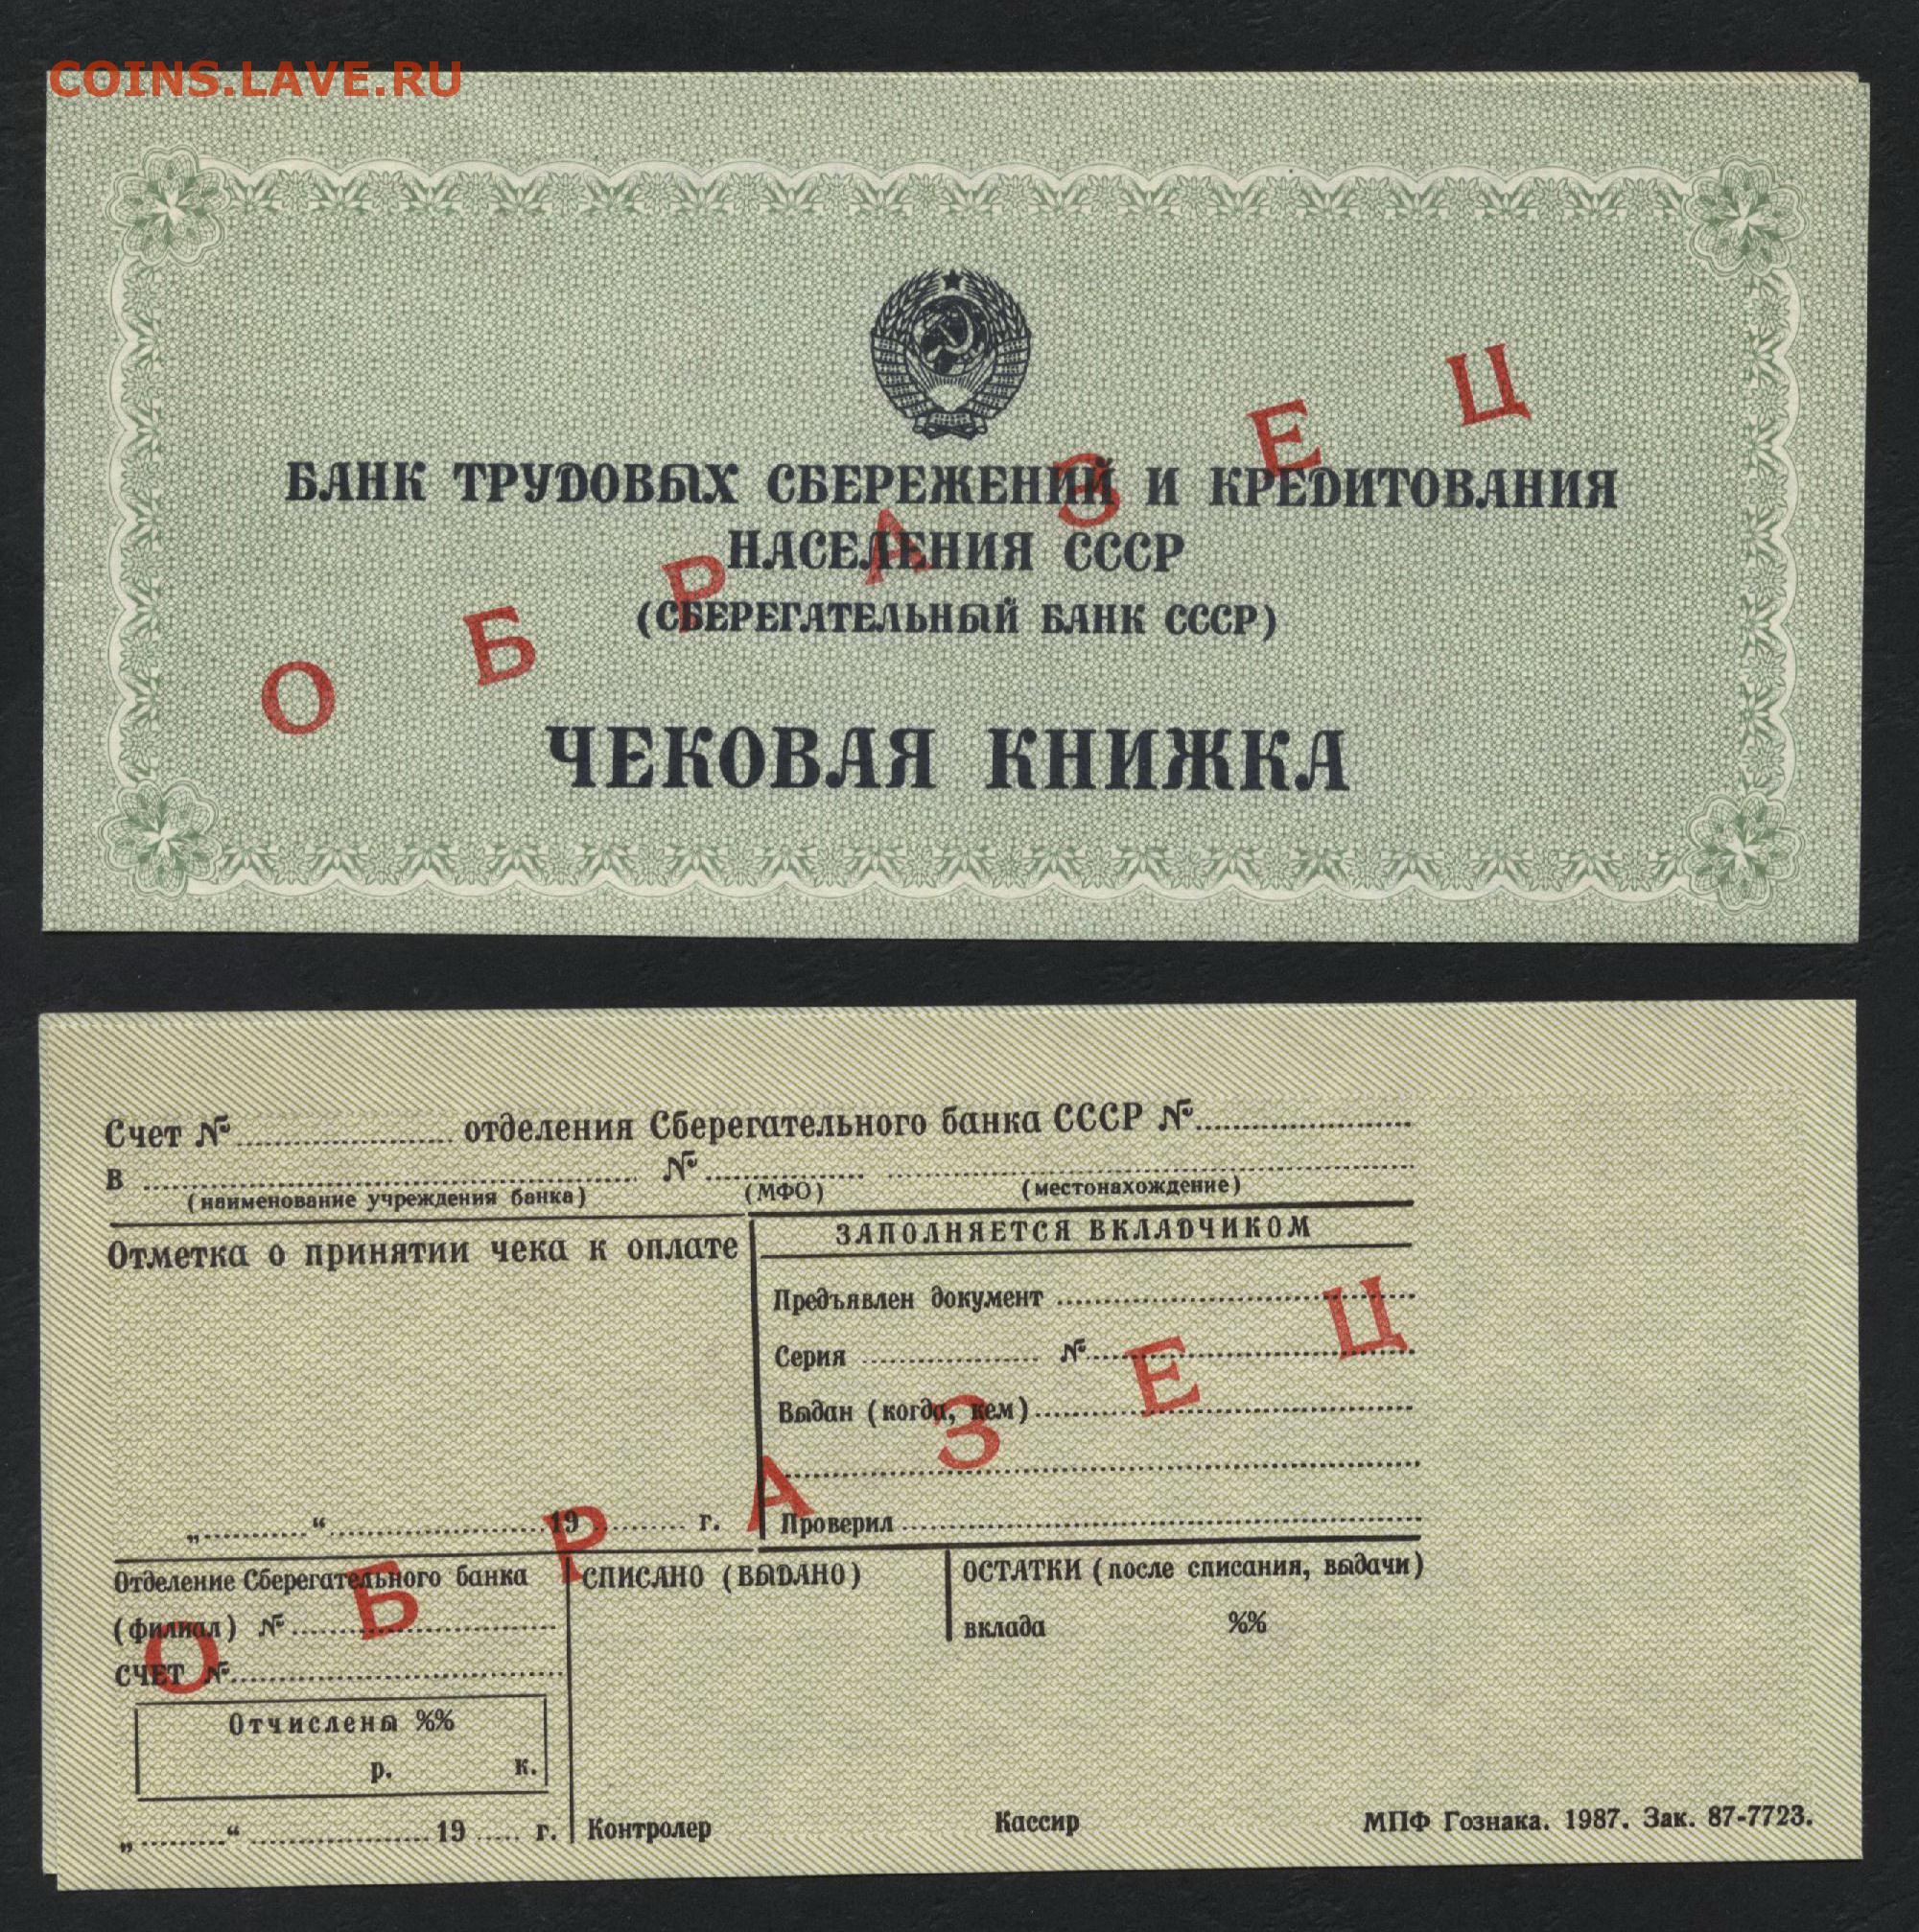 COINS.LAVE.RU
БАНК ТРУДОВЫХ СБЕРЕЖЕНИЙ И КРЕДИТОВАНИЯ
НАСЕЛЕНИЯ СССР
(СБЕРЕГАТЕЛЬНЫЙ БАНК СССР)
ЧЕКОВАЯ КНИЖКА
ОБРАЗЕЦ
Счет №.................... отделения Сберегательного банка СССР №....................
в .................... №.................... ....................
(наименование учреждения банка) (МФО) (местонахождение)
Отметка о принятии чека к оплате
ЗАПОЛНЯЕТСЯ ВКЛАДЧИКОМ
Предъявлен документ ....................
Серия .................... №....................
Выдан (когда, кем)....................
Проверил ....................
„..........“....................19.......... г.
Отделение Сберегательного банка
(филиал) №....................
СЧЕТ №....................
Отчислены %%
р. к.
„..........“ ....................19 ..... г.
СПИСАНО (ВЫДАНО)
ОСТАТКИ (после списания, выдачи)
вклада %%
Контролер Кассир
МПФ Гознака. 1987. Зак. 87-7723.
ОБРАЗЕЦ